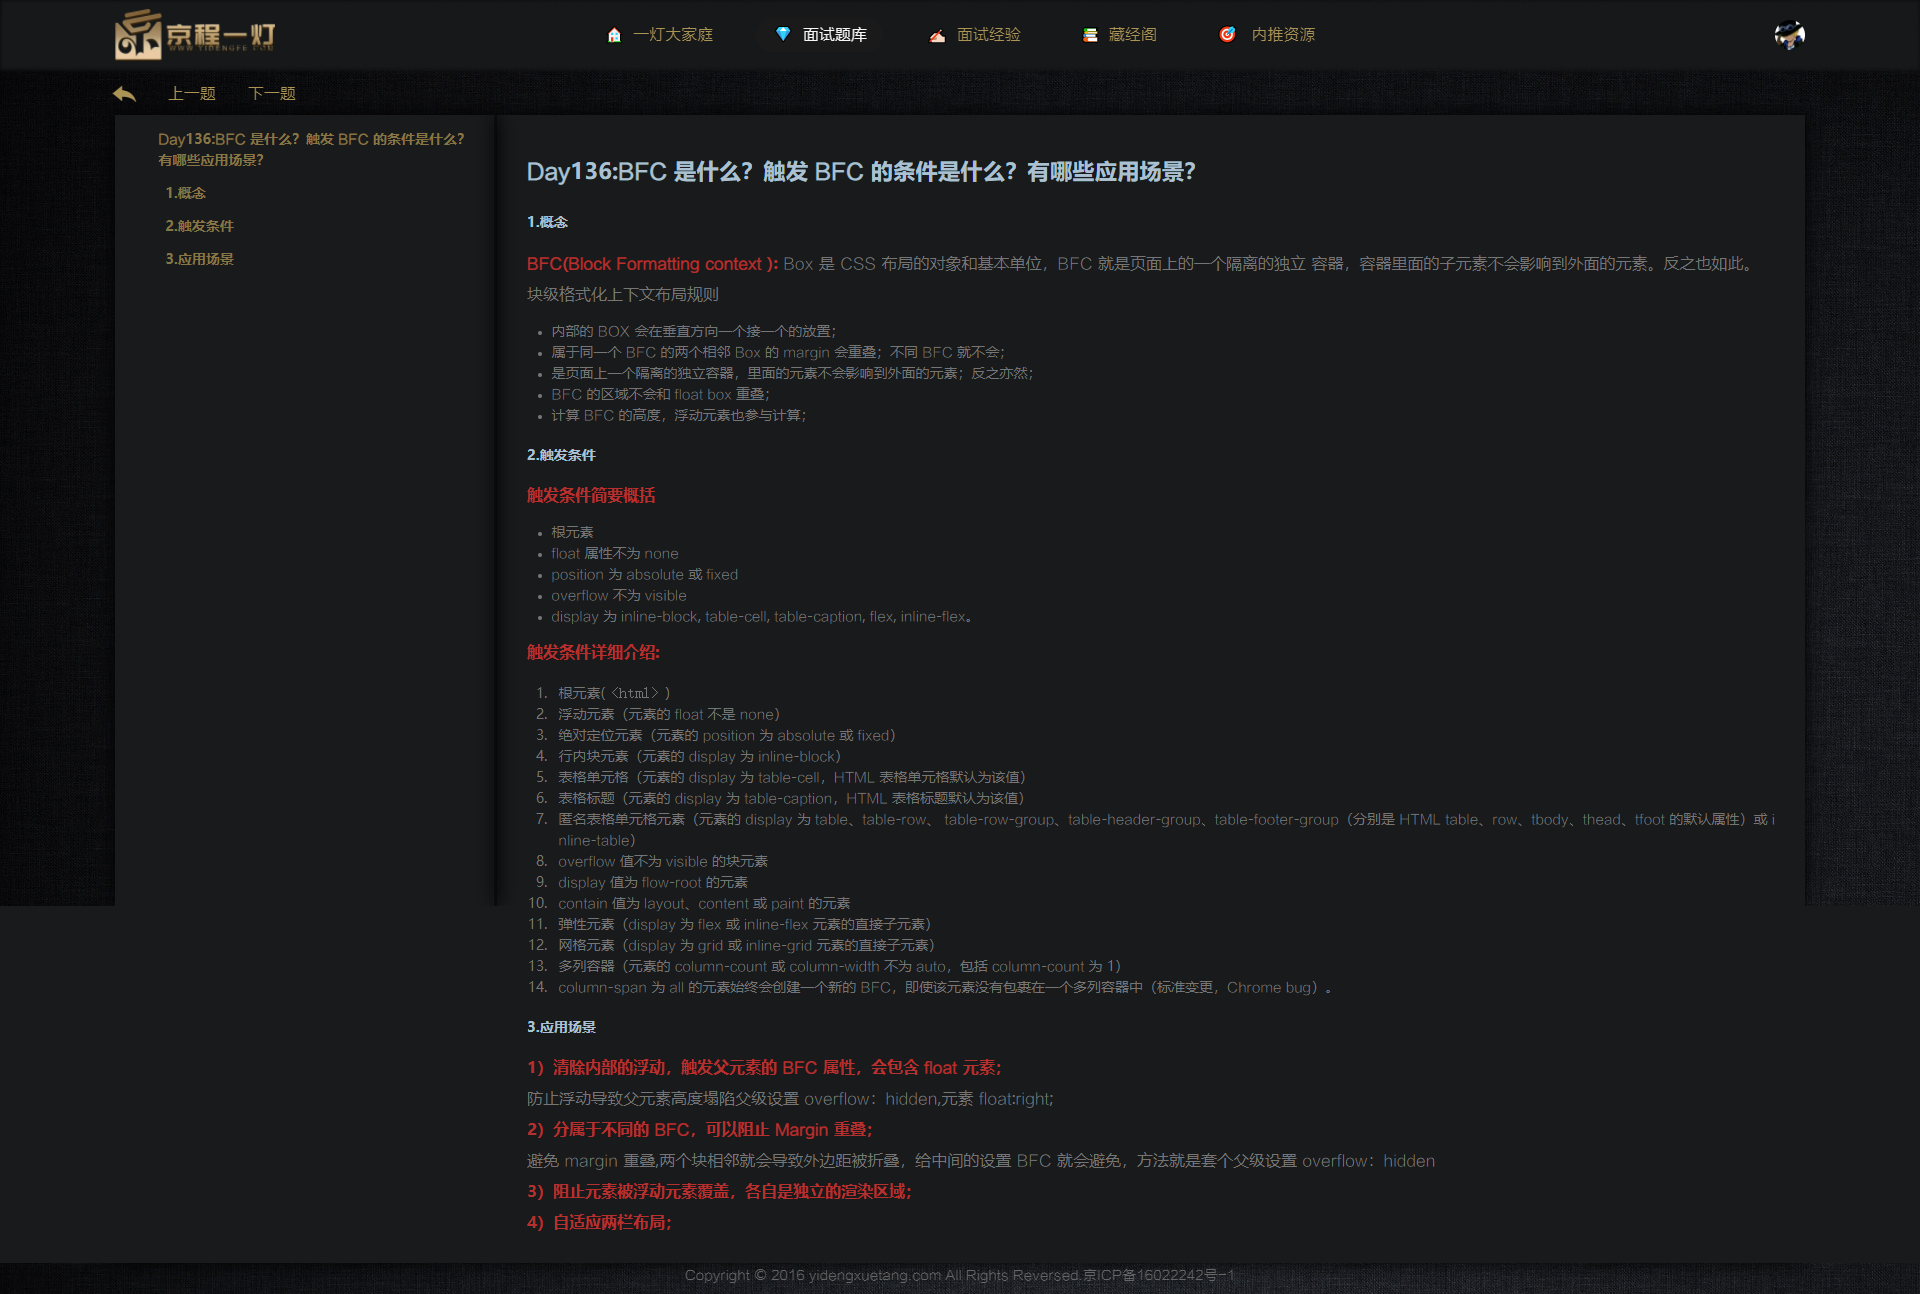 京程一灯
WWW.YIDENGFE.COM
一灯大家庭
面试题库
面试经验
藏经阁
内推资源
上一题
下一题
Day136:BFC 是什么？触发 BFC 的条件是什么？
有哪些应用场景？
1.概念
2.触发条件
3.应用场景
Day136:BFC 是什么？触发 BFC 的条件是什么？有哪些应用场景？
1.概念
BFC(Block Formatting context ): Box 是 CSS 布局的对象和基本单位，BFC 就是页面上的一个隔离的独立 容器，容器里面的子元素不会影响到外面的元素。反之也如此。
块级格式化上下文布局规则
• 内部的 BOX 会在垂直方向一个接一个的放置；
• 属于同一个 BFC 的两个相邻 Box 的 margin 会重叠；不同 BFC 就不会；
• 是页面上一个隔离的独立容器，里面的元素不会影响到外面的元素；反之亦然；
• BFC 的区域不会和 float box 重叠；
• 计算 BFC 的高度，浮动元素也参与计算；
2.触发条件
触发条件简要概括
• 根元素
• float 属性不为 none
• position 为 absolute 或 fixed
• overflow 不为 visible
• display 为 inline-block, table-cell, table-caption, flex, inline-flex。
触发条件详细介绍:
1. 根元素(〈html〉)
2. 浮动元素（元素的 float 不是 none）
3. 绝对定位元素（元素的 position 为 absolute 或 fixed）
4. 行内块元素（元素的 display 为 inline-block）
5. 表格单元格（元素的 display 为 table-cell，HTML 表格单元格默认为该值）
6. 表格标题（元素的 display 为 table-caption，HTML 表格标题默认为该值）
7. 匿名表格单元格元素（元素的 display 为 table、table-row、 table-row-group、table-header-group、table-footer-group（分别是 HTML table、row、tbody、thead、tfoot 的默认属性）或 i
nline-table）
8. overflow 值不为 visible 的块元素
9. display 值为 flow-root 的元素
10. contain 值为 layout、content 或 paint 的元素
11. 弹性元素（display 为 flex 或 inline-flex 元素的直接子元素）
12. 网格元素（display 为 grid 或 inline-grid 元素的直接子元素）
13. 多列容器（元素的 column-count 或 column-width 不为 auto，包括 column-count 为 1）
14. column-span 为 all 的元素始终会创建一个新的 BFC，即使该元素没有包裹在一个多列容器中（标准变更，Chrome bug）。
3.应用场景
1）清除内部的浮动，触发父元素的 BFC 属性，会包含 float 元素；
防止浮动导致父元素高度塌陷父级设置 overflow：hidden,元素 float:right;
2）分属于不同的 BFC，可以阻止 Margin 重叠；
避免 margin 重叠,两个块相邻就会导致外边距被折叠，给中间的设置 BFC 就会避免，方法就是套个父级设置 overflow：hidden
3）阻止元素被浮动元素覆盖，各自是独立的渲染区域；
4）自适应两栏布局；
Copyright © 2016 yidengxuetang.com All Rights Reversed.京ICP备16022242号-1